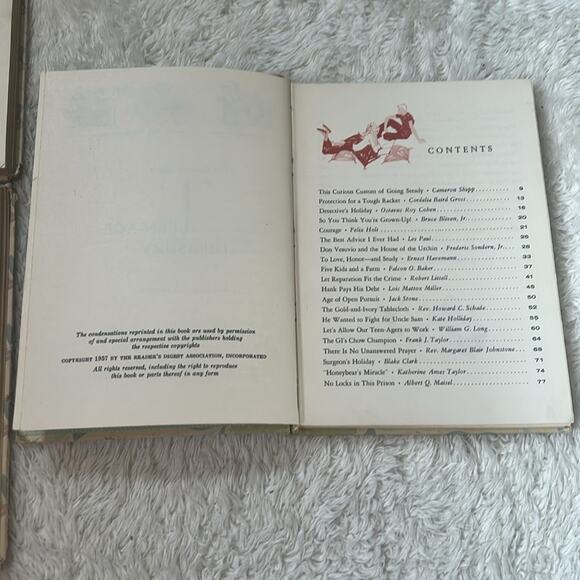 The condensations reprinted in this book are used by permission
of and special arrangement with the publishers holding
the respective copyrights
COPYRIGHT 1957 BY THE READER'S DIGEST ASSOCIATION, INCORPORATED
All rights reserved, including the right to reproduce
this book or parts thereof in any form
CONTENTS
This Curious Custom of Going Steady • Cameron Shipp .......... 9
Protection for a Tough Racket • Cordelia Baird Gross .......... 13
Detective's Holiday • Octavus Roy Cohen .......... 16
So You Think You're Grown-Up! • Bruce Bliven, Jr. .......... 20
Courage • Felix Holt .......... 21
The Best Advice I Ever Had • Les Paul .......... 26
Don Vesuvio and the House of the Urchin • Frederic Sondern, Jr. .. 28
To Love, Honor—and Study • Ernest Havemann .......... 33
Five Kids and a Farm • Falcon O. Baker .......... 37
Let Reparation Fit the Crime • Robert Littell .......... 41
Hank Pays His Debt • Lois Mattox Miller .......... 45
Age of Open Pursuit • Jack Stone .......... 50
The Gold-and-Ivory Tablecloth • Rev. Howard C. Schade .......... 52
He Wanted to Fight for Uncle Sam • Kate Holliday .......... 55
Let's Allow Our Teen-Agers to Work • William G. Long .......... 60
The GI's Chow Champion • Frank J. Taylor .......... 64
There Is No Unanswered Prayer • Rev. Margaret Blair Johnstone ... 68
Surgeon's Holiday • Blake Clark .......... 71
"Honeybear's Miracle" • Katherine Ames Taylor .......... 74
No Locks in This Prison • Albert Q. Maisel .......... 77